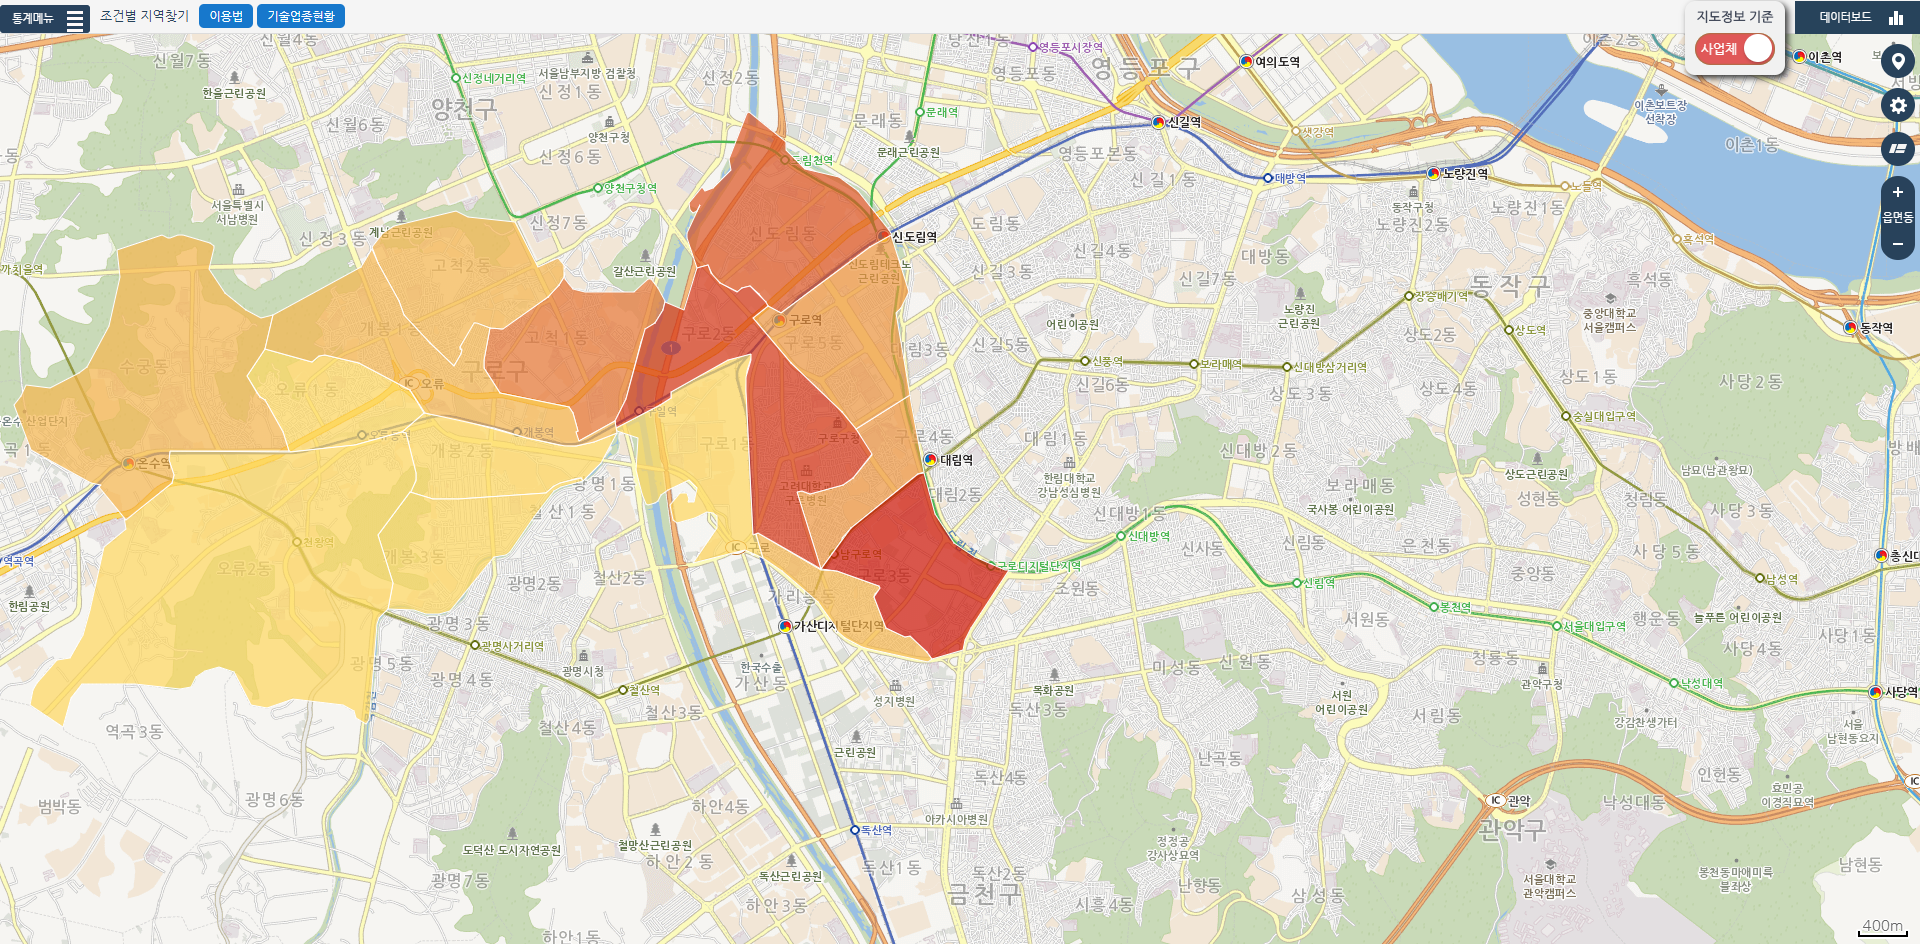 통계메뉴
조건별 지역찾기
이용법
기술업종현황
지도정보 기준
사업체
데이터보드
읍면동
신월4동
신월7동
한울근린공원
신정네거리역
서울남부지방 검찰청
신정1동
신정2동
양천구
신월6동
양천구청
신정6동
양천구청역
서울특별시
서남병원
신정3동
계남근린공원
신정7동
갈산근린공원
까치울역
영등포시장역
영등포동
영등포구
여의도역
문래역
문래동
문래근린공원
도림천역
신길역
샛강역
영등포본동
신길1동
대방역
노량진역
노들역
이촌2동
이촌역
이촌보트장
선착장
이촌1동
동작구청
노량진2동
노량진1동
흑석역
흑석동
신도림동
신도림역
신도림테크노
근린공원
도림동
신길4동
신길3동
신길7동
대방동
장승배기역
동작구
중앙대학교
서울캠퍼스
동작역
노량진
근린공원
어린이공원
상도2동
상도역
고척2동
개봉1동
고척1동
구로2동
구로역
구로5동
대림3동
신길5동
신풍역
보라매역
신대방삼거리역
신길6동
상도3동
상도4동
상도1동
사당2동
수궁동
구로구
오류1동
IC 오류
온수산업단지
구일역
구로1동
구로구청
구로4동
대림1동
신대방2동
숭실대입구역
오류동역
개봉역
개봉2동
온수역
광명1동
고려대학교
구로병원
대림역
대림2동
한림대학교
강남성심병원
보라매동
국사봉 어린이공원
상도근린공원
성현동
청림동
남묘(남관왕묘)
사당3동
철산1동
신대방1동
신대방역
신사동
신림동
은천동
사당5동
총신대
천왕역
개봉3동
오류2동
IC 구로
남구로역
구로3동
구로디지털단지역
역곡역
한림공원
광명2동
철산2동
가리봉동
조원동
신림역
중앙동
남성역
봉천역
서울대입구역
행운동
늘푸른 어린이공원
사당1동
서원동
광명3동
광명사거리역
가산디지털단지역
광명5동
광명4동
광명시청
철산역
한국수출
가산동
성지병원
목화공원
미성동
신원동
청룡동
관악구청
낙성대역
사당4동
사당역
철산3동
철산4동
독산3동
서원
어린이공원
서림동
강감찬생가터
서울
남현동요지
역곡3동
근린공원
독산4동
난곡동
인헌동
효민공
이경직묘역
범박동
광명6동
하안4동
아카시아병원
IC 관악
관악구
낙성대동
독산역
도덕산 도시자연공원
철망산근린공원
하안2동
독산근린공원
독산1동
독산2동
금천구
정정공
강사상묘역
난향동
서울대학교
관악캠퍼스
봉천동마애미륵
불좌상
남현동
광명7동
하안3동
하안1동
시흥4동
삼성동
400m